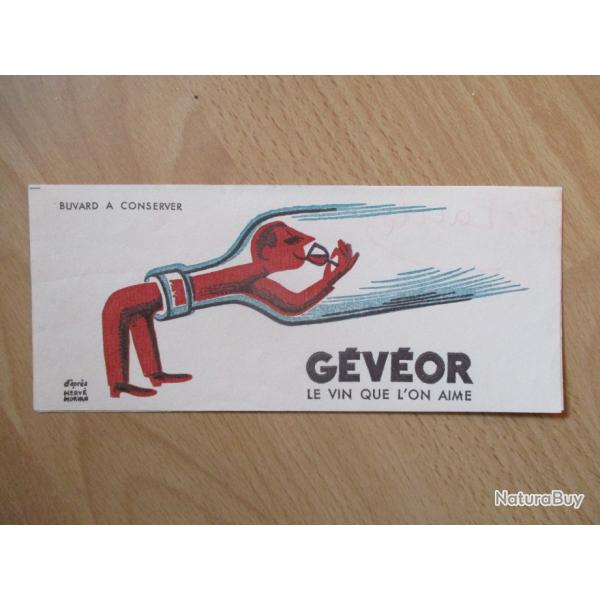 BUVARD A CONSERVER
GÉVÉOR
LE VIN QUE L'ON AIME
d'après
HERVÉ
MORVAN
NaturaBuy